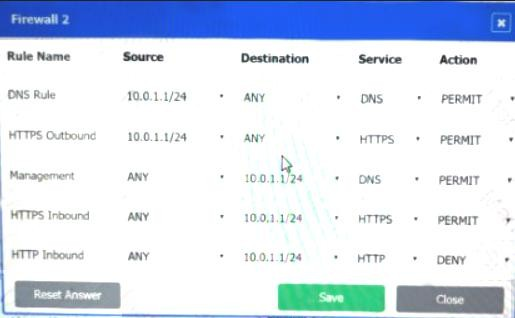 Firewall 2
Rule Name Source Destination Service Action
DNS Rule 10.0.1.1/24 ANY DNS PERMIT
HTTPS Outbound 10.0.1.1/24 ANY HTTPS PERMIT
Management ANY 10.0.1.1/24 DNS PERMIT
HTTPS Inbound ANY 10.0.1.1/24 HTTPS PERMIT
HTTP Inbound ANY 10.0.1.1/24 HTTP DENY
Reset Answer Save Close